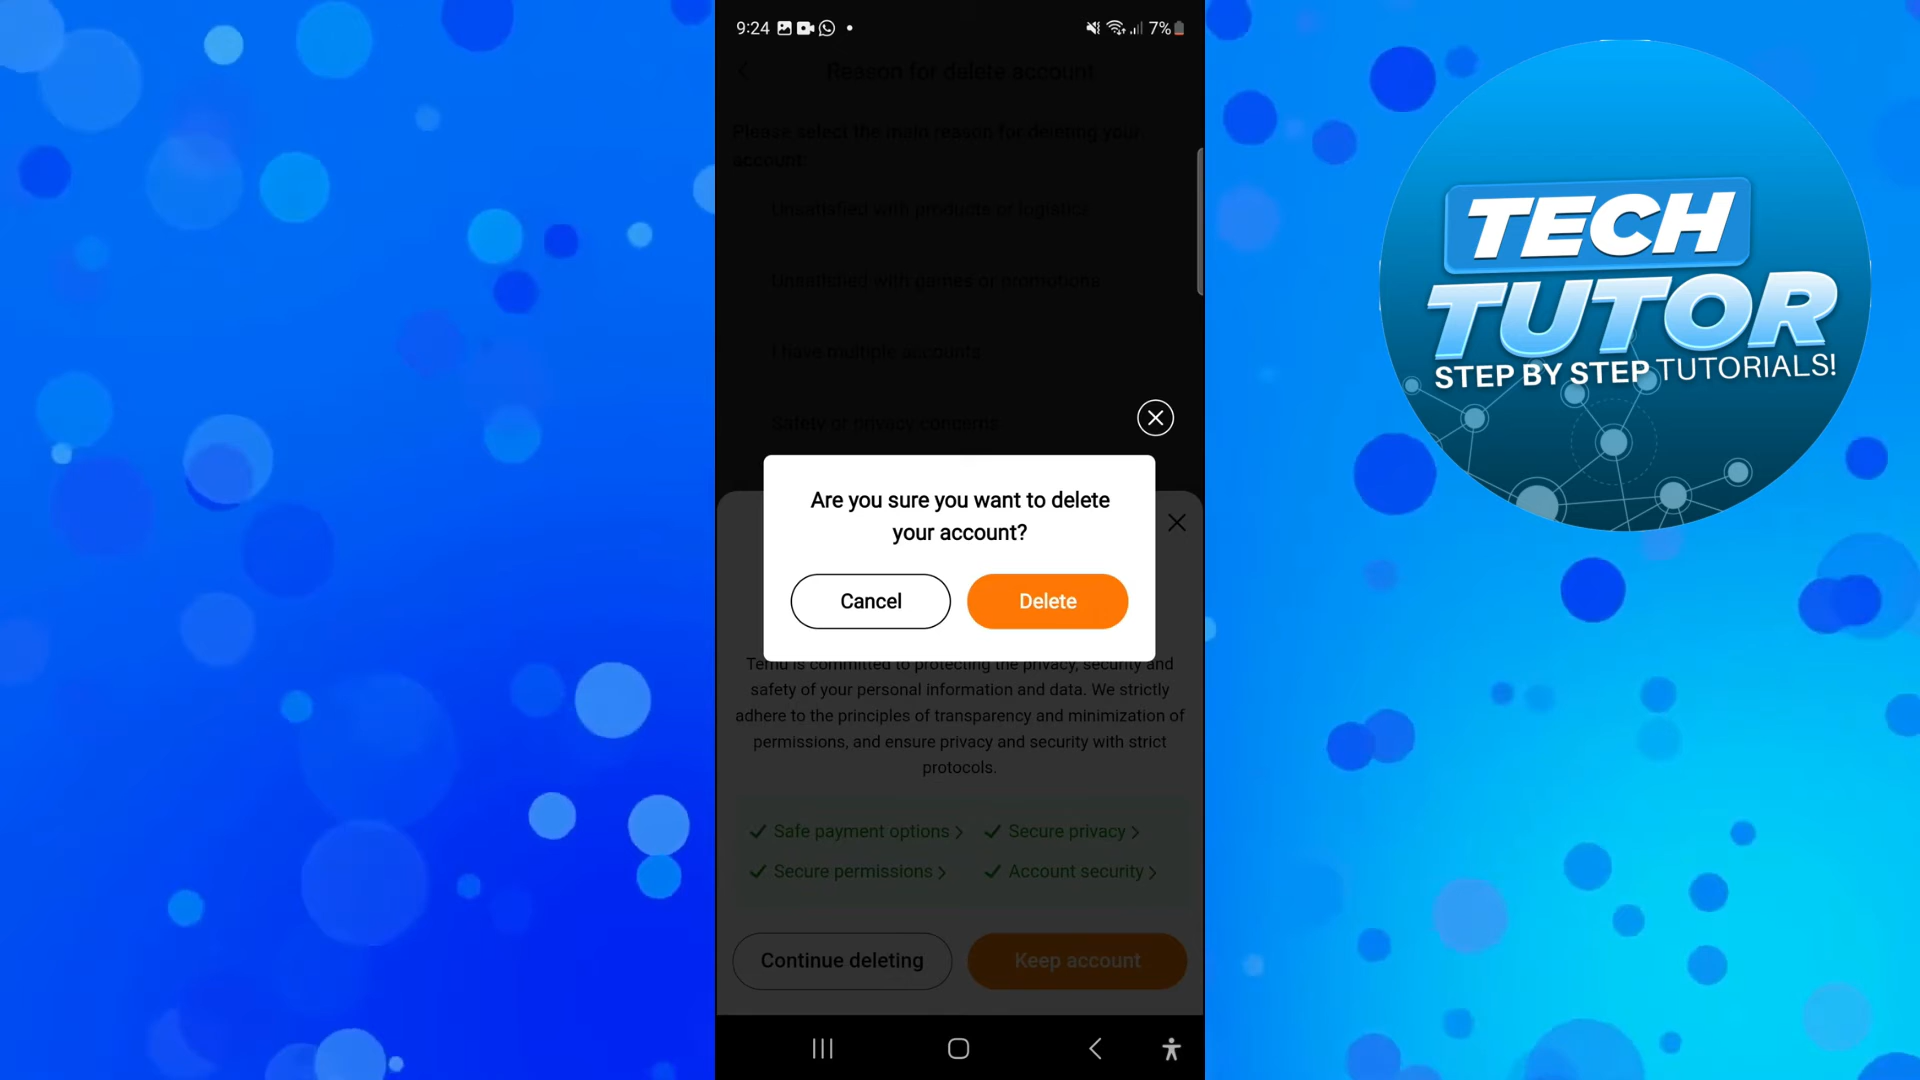 9:24
7%
Reason for delete account
Please select the main reason for deleting your
account:
Unsatisfied with products or logistics
Unsatisfied with games or promotions
I have multiple accounts
Safety or privacy concerns
Are you sure you want to delete
your account?
Cancel
Delete
Temu is committed to protecting the privacy, security and
safety of your personal information and data. We strictly
adhere to the principles of transparency and minimization of
permissions, and ensure privacy and security with strict
protocols.
Safe payment options
Secure privacy
Secure permissions
Account security
Continue deleting
Keep account
TECH
TUTOR
STEP BY STEP TUTORIALS!